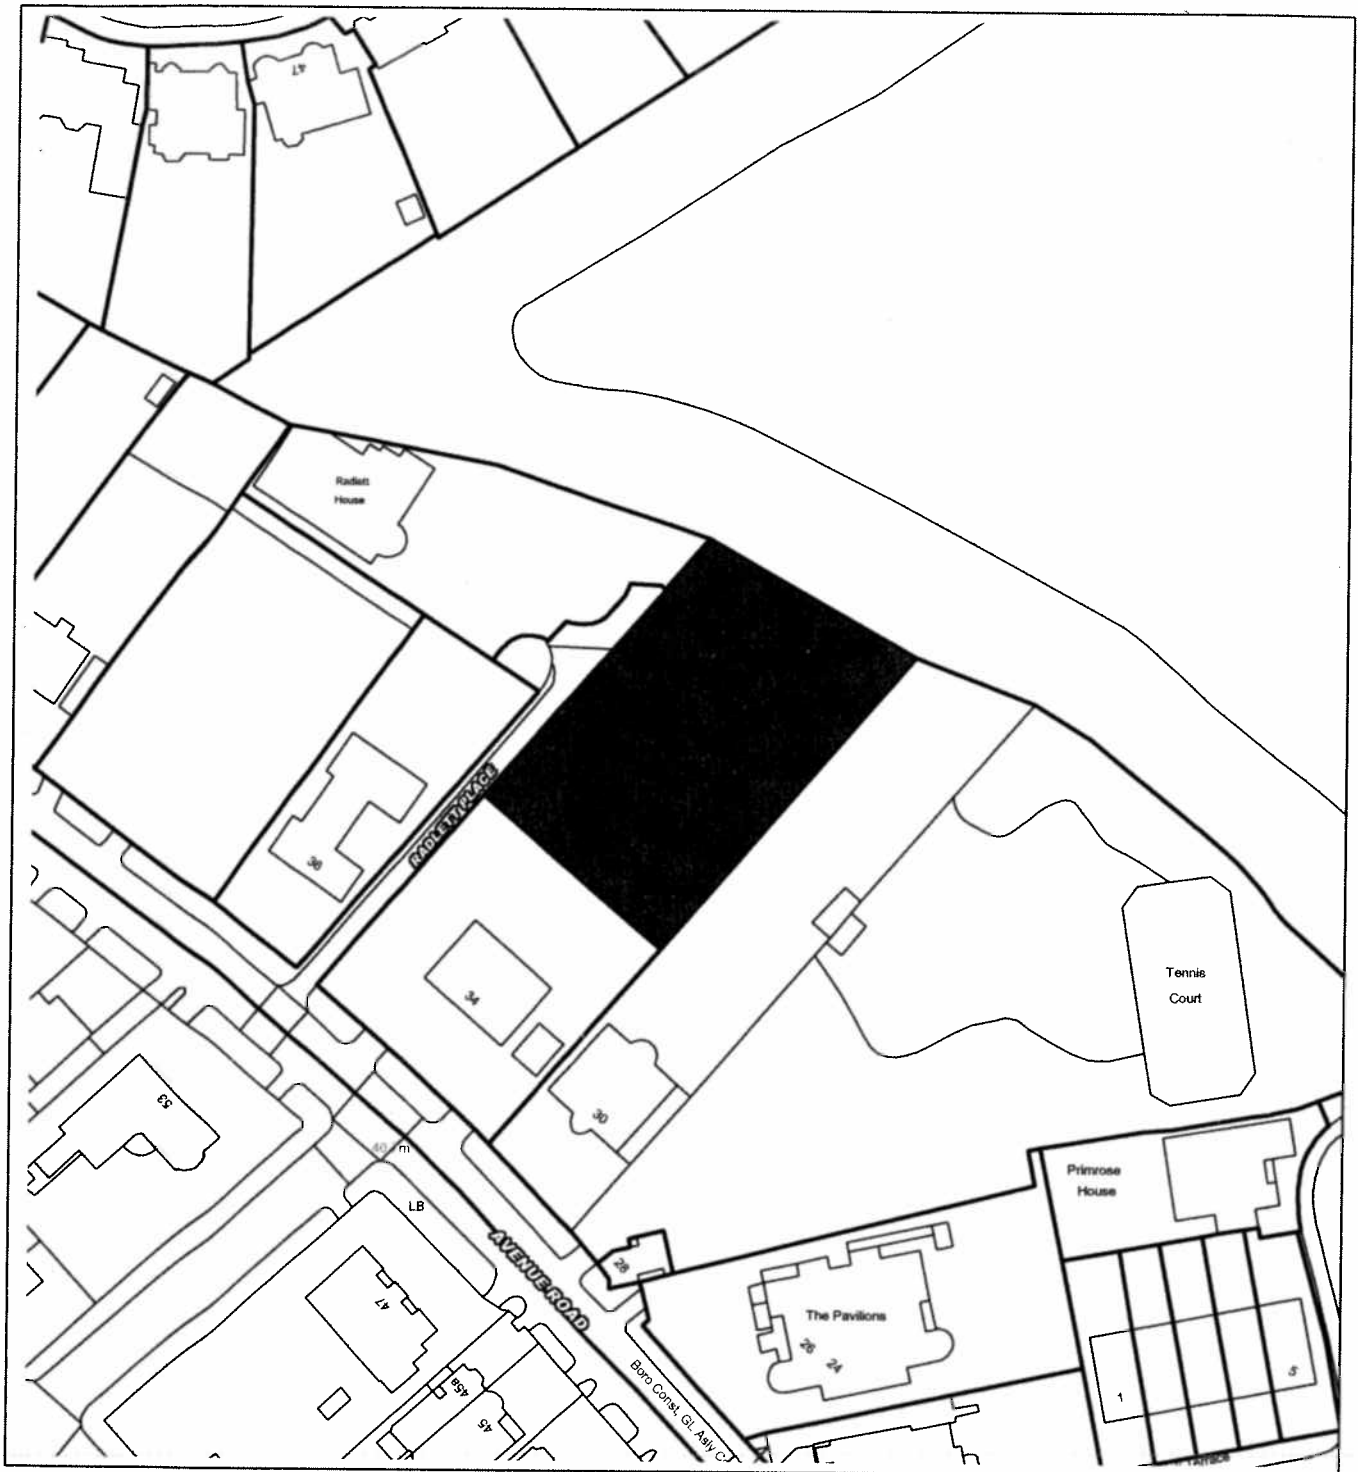 47
Radlett
House
RADLETT PLACE
36
34
Tennis
Court
30
53
40
m
LB
Primrose
House
AVENUE ROAD
28
47
The Pavilions
26
24
45B
45
Boro Const, GL Asly C
1
5
Terrace